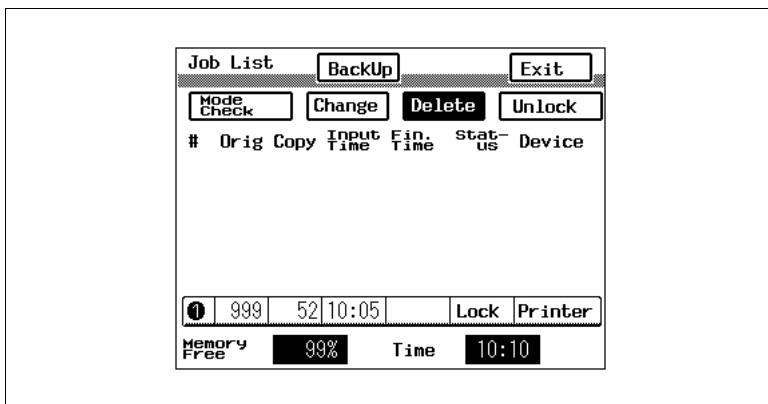 Job List BackUp Exit
Mode Check Change Delete Unlock
# Orig Copy Input Time Fin. Time Stat-us Device
1 999 52 10:05 Lock Printer
Memory Free 99% Time 10:10